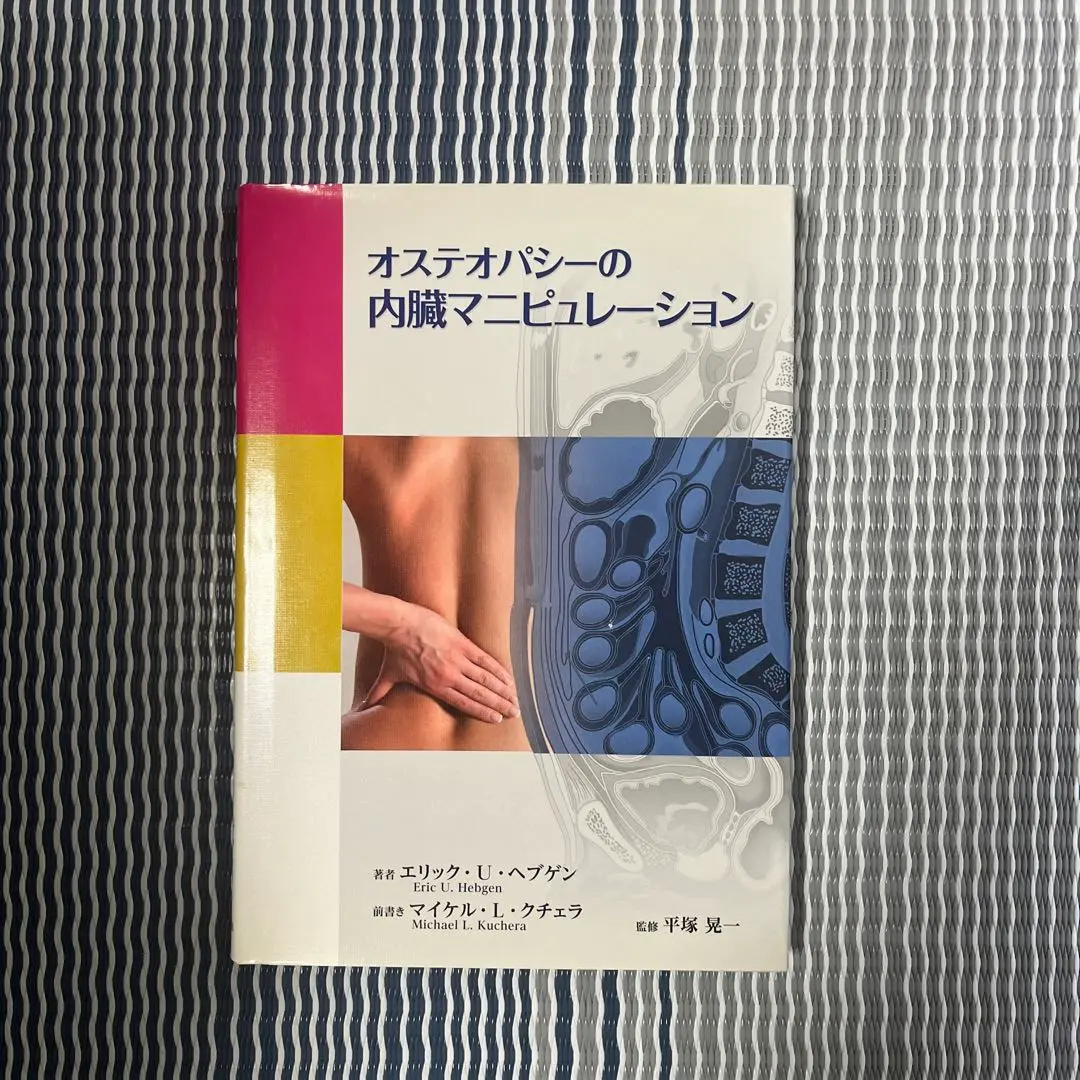 オステオパシーの
内臓マニピュレーション
著者 エリック・U・ヘブゲン
Eric U. Hebgen
前書き マイケル・L・クチェラ
Michael L. Kuchera
監修 平塚 晃一